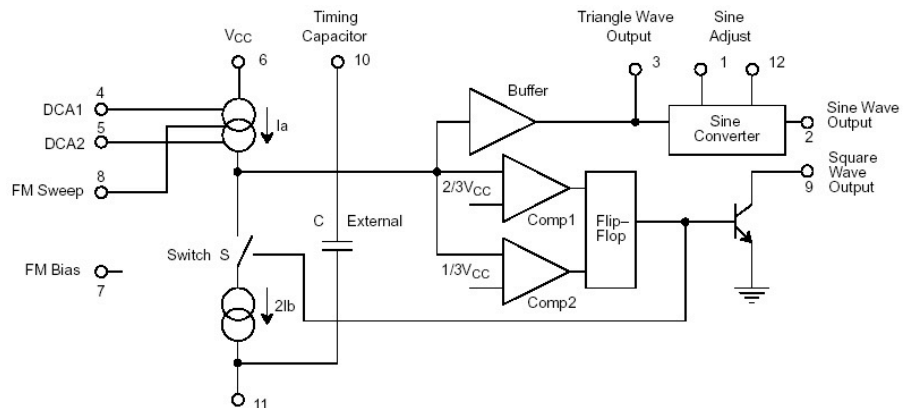 Timing
Capacitor
10
VCC
6
Triangle Wave
Output
3
Sine
Adjust
1
12
Buffer
4
DCA1
5
DCA2
Ia
Sine
Converter
Sine Wave
Output
2
8
FM Sweep
Square
Wave
Output
9
2/3VCC
Comp1
C External
Flip–
Flop
Switch S
1/3VCC
Comp2
FM Bias
7
2Ib
11